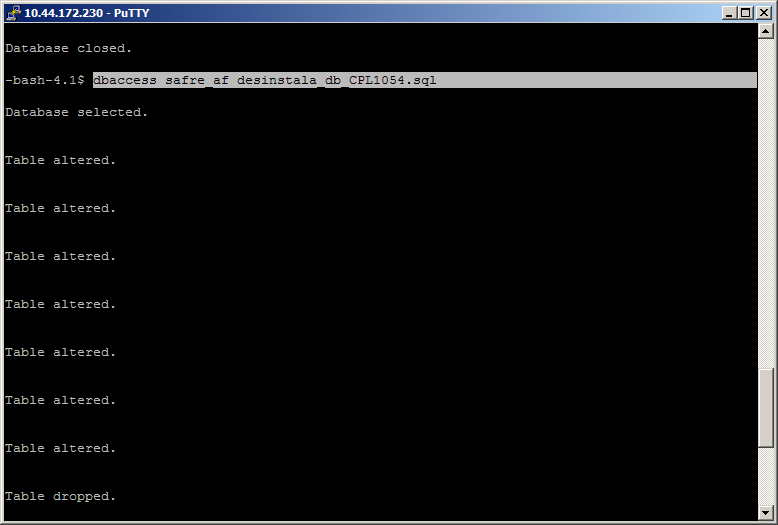 10.44.172.230 - PuTTY
Database closed.
-bash-4.1$ dbaccess safre_af desinstala_db_CPL1054.sql
Database selected.
Table altered.
Table altered.
Table altered.
Table altered.
Table altered.
Table altered.
Table altered.
Table dropped.